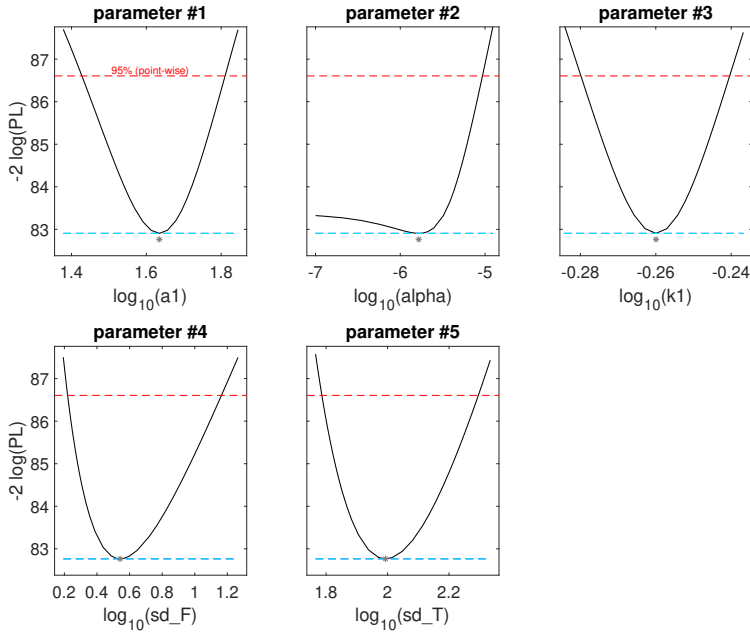 parameter #1
parameter #2
parameter #3
87
86
85
84
83
-2 log(PL)
95% (point-wise)
1.4 1.6 1.8
-7 -6 -5
-0.28 -0.26 -0.24
log10(a1)
log10(alpha)
log10(k1)
parameter #4
parameter #5
87
86
85
84
83
-2 log(PL)
0.2 0.4 0.6 0.8 1 1.2
1.8 2 2.2
log10(sd_F)
log10(sd_T)